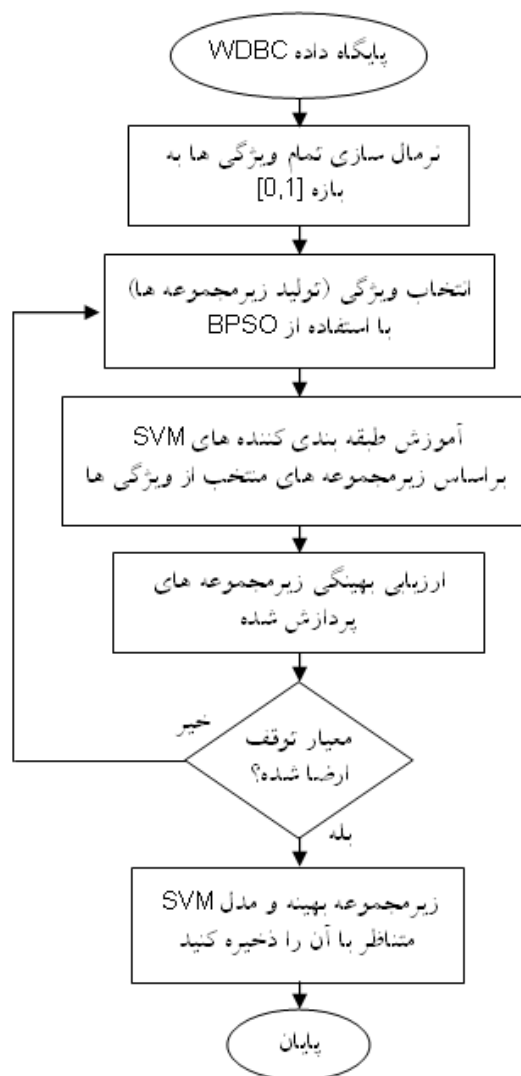 پایگاه داده WDBC
نرمال سازی تمام ویژگی ها به
بازه [0,1]
انتخاب ویژگی (تولید زیرمجموعه ها)
با استفاده از BPSO
آموزش طبقه بندی کننده های SVM
براساس زیرمجموعه های منتخب از ویژگی ها
ارزیابی بهینگی زیرمجموعه های
پردازش شده
خیر
معیار توقف
ارضا شده؟
بله
زیرمجموعه بهینه و مدل SVM
متناظر با آن را ذخیره کنید
پایان